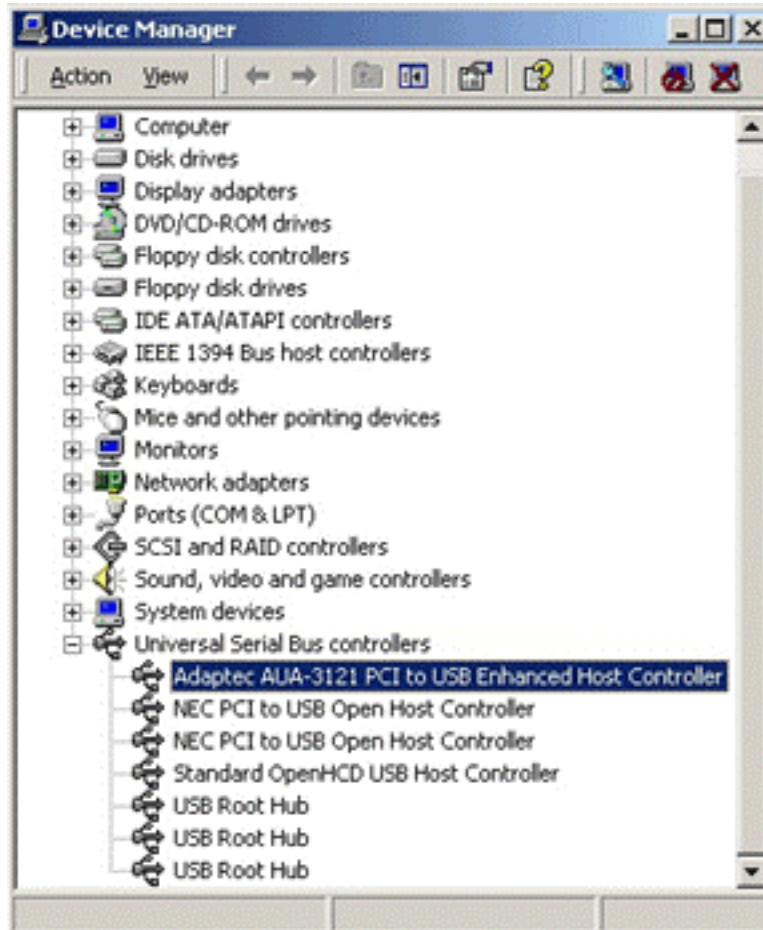 Device Manager
Action View
Computer
Disk drives
Display adapters
DVD/CD-ROM drives
Floppy disk controllers
Floppy disk drives
IDE ATA/ATAPI controllers
IEEE 1394 Bus host controllers
Keyboards
Mice and other pointing devices
Monitors
Network adapters
Ports (COM & LPT)
SCSI and RAID controllers
Sound, video and game controllers
System devices
Universal Serial Bus controllers
Adaptec AUA-3121 PCI to USB Enhanced Host Controller
NEC PCI to USB Open Host Controller
NEC PCI to USB Open Host Controller
Standard OpenHCD USB Host Controller
USB Root Hub
USB Root Hub
USB Root Hub